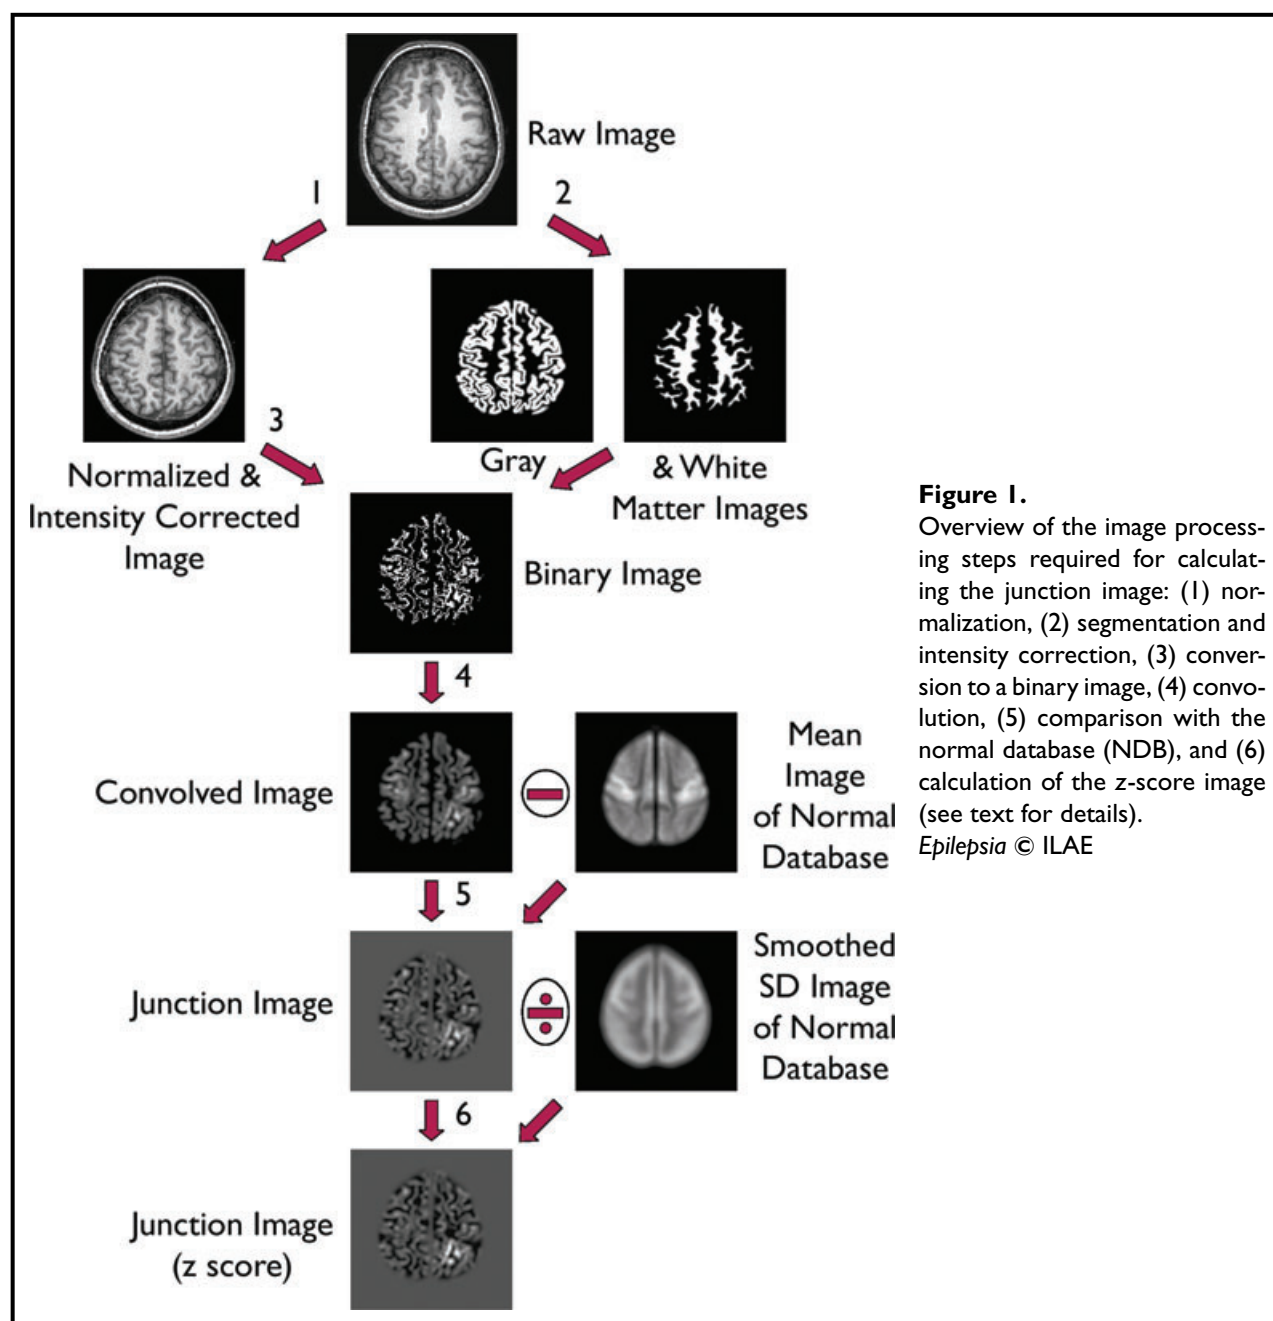 Raw Image
1
2
Normalized &
Intensity Corrected
Image
3
Gray
& White
Matter Images
Binary Image
4
Convolved Image
Mean
Image
of Normal
Database
5
Junction Image
Smoothed
SD Image
of Normal
Database
6
Junction Image
(z score)
Figure 1.
Overview of the image process-
ing steps required for calculat-
ing the junction image: (1) nor-
malization, (2) segmentation and
intensity correction, (3) conver-
sion to a binary image, (4) convo-
lution, (5) comparison with the
normal database (NDB), and (6)
calculation of the z-score image
(see text for details).
Epilepsia © ILAE